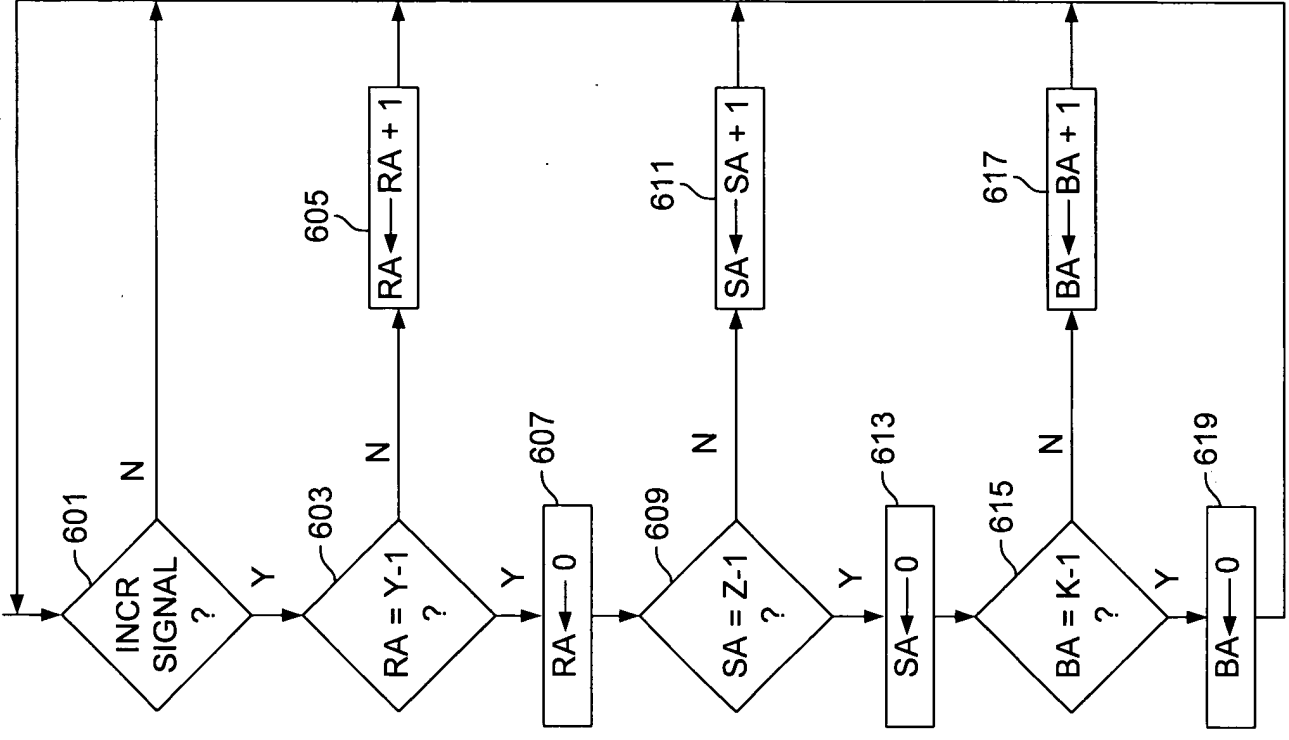 601
INCR
SIGNAL
?
N
Y
603
RA = Y-1
?
N
605
RA ← RA + 1
Y
607
RA ← 0
609
SA = Z-1
?
N
611
SA ← SA + 1
Y
613
SA ← 0
615
BA = K-1
?
N
617
BA ← BA + 1
Y
619
BA ← 0